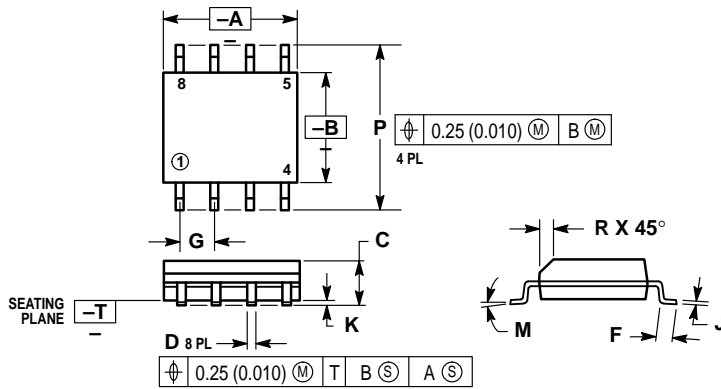 –A–
8 5
–B–
P
⌖ 0.25 (0.010) Ⓜ B Ⓜ
4 PL
① 4
G
C
R X 45°
SEATING
PLANE
–T–
K
D 8 PL
M
F
J
⌖ 0.25 (0.010) Ⓜ T B Ⓢ A Ⓢ